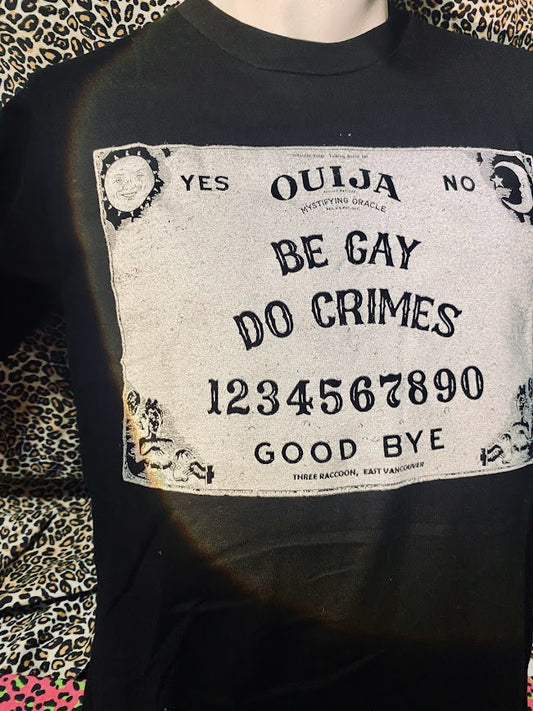 YES OUIJA NO
MYSTIFYING ORACLE
BE GAY
DO CRIMES
1234567890
GOOD BYE
THREE RACCOON, EAST VANCOUVER